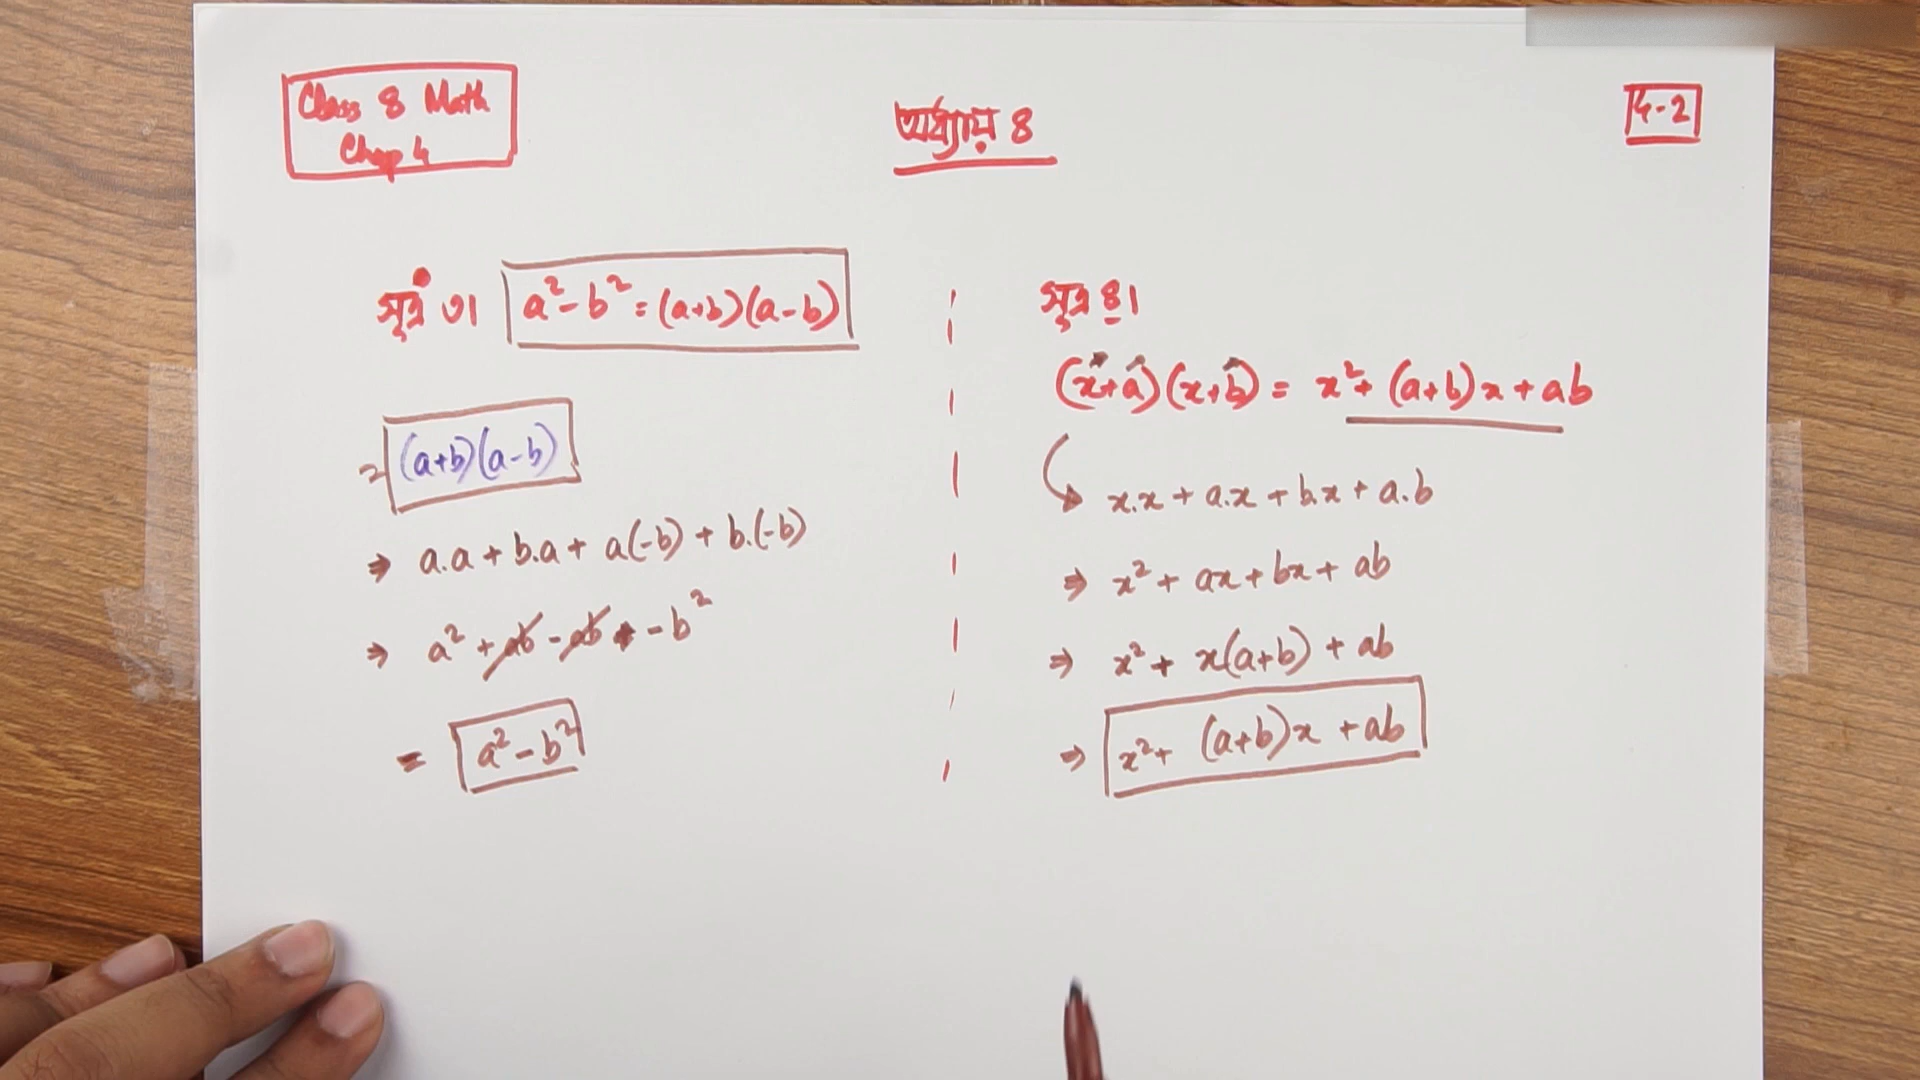 Class 8 Math
Chap 4
অধ্যায় ৪
4-2
সূত্র ৩। a² - b² = (a+b)(a-b)
= (a+b)(a-b)
⇒ a.a + b.a + a(-b) + b.(-b)
⇒ a² + ab - ab - b²
= a² - b²
সূত্র ৪।
(x+a)(x+b) = x² + (a+b)x + ab
x.x + a.x + b.x + a.b
⇒ x² + ax + bx + ab
⇒ x² + x(a+b) + ab
⇒ x² + (a+b)x + ab